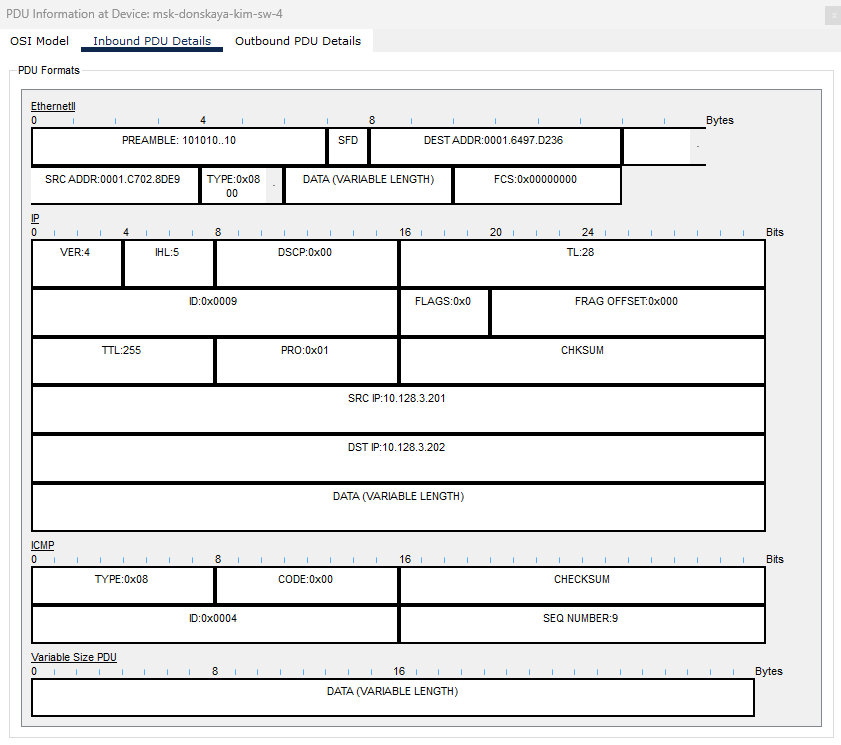 PDU Information at Device: msk-donskaya-kim-sw-4
x
OSI Model Inbound PDU Details Outbound PDU Details
PDU Formats
EthernetII
0 4 8 Bytes
PREAMBLE: 101010..10 SFD DEST ADDR:0001.6497.D236
SRC ADDR:0001.C702.8DE9 TYPE:0x08 DATA (VARIABLE LENGTH) FCS:0x00000000
00
IP
0 4 8 16 20 24 Bits
VER:4 IHL:5 DSCP:0x00 TL:28
ID:0x0009 FLAGS:0x0 FRAG OFFSET:0x000
TTL:255 PRO:0x01 CHKSUM
SRC IP:10.128.3.201
DST IP:10.128.3.202
DATA (VARIABLE LENGTH)
ICMP
0 8 16 Bits
TYPE:0x08 CODE:0x00 CHECKSUM
ID:0x0004 SEQ NUMBER:9
Variable Size PDU
0 8 16 Bytes
DATA (VARIABLE LENGTH)